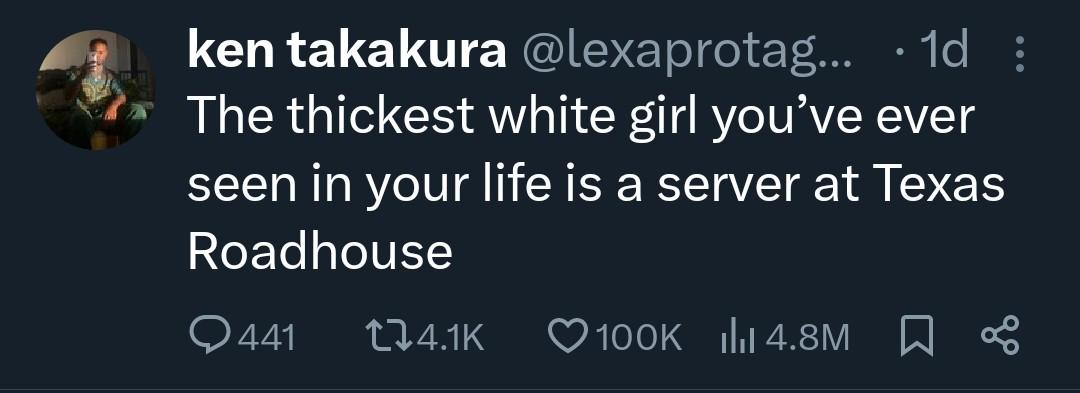 ken takakura @lexaprotag... · 1d
The thickest white girl you’ve ever
seen in your life is a server at Texas
Roadhouse
441 4.1K 100K 4.8M